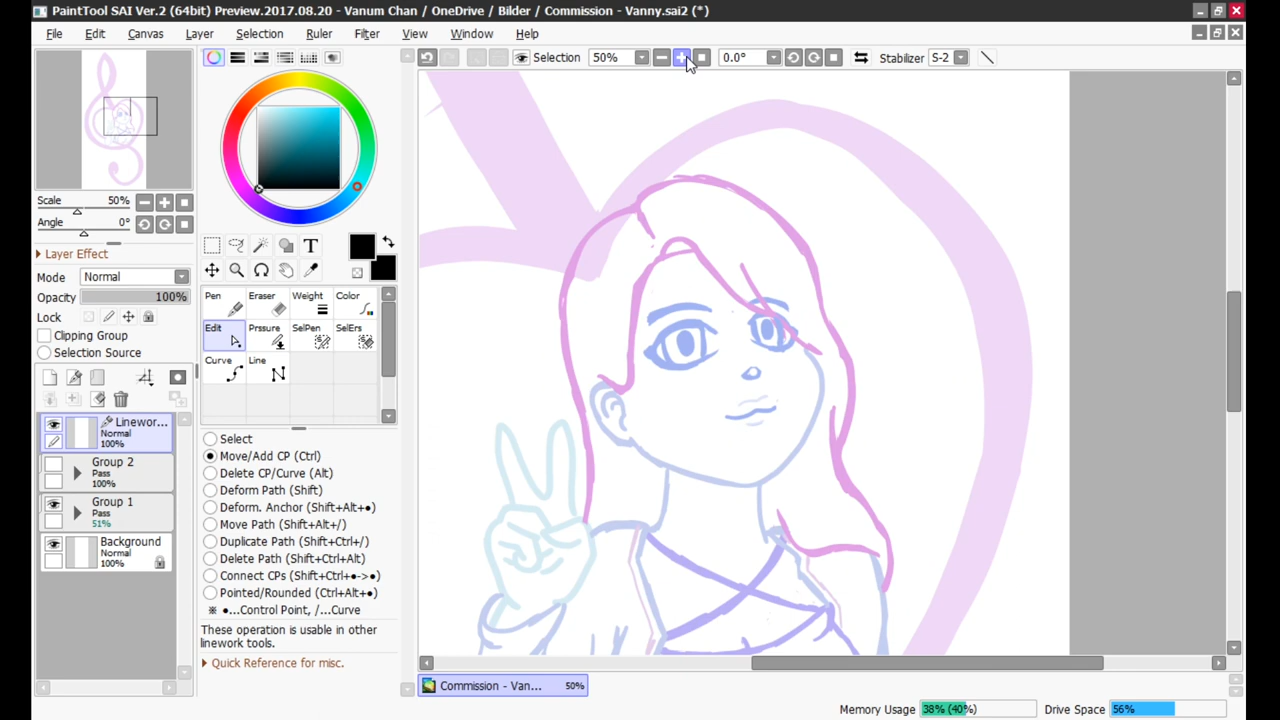 PaintTool SAI Ver.2 (64bit) Preview.2017.08.20 - Vanum Chan / OneDrive / Bilder / Commission - Vanny.sai2 (*)
File Edit Canvas Layer Selection Ruler Filter View Window Help
Selection 50% 0.0° Stabilizer S-2
Scale 50%
Angle 0°
Layer Effect
Mode Normal
Opacity 100%
Lock
Clipping Group
Selection Source
Linewor...
Normal
100%
Group 2
Pass
100%
Group 1
Pass
51%
Background
Normal
100%
T
Pen Eraser Weight Color
Edit Prssure SelPen SelErs
Curve Line
Select
Move/Add CP (Ctrl)
Delete CP/Curve (Alt)
Deform Path (Shift)
Deform. Anchor (Shift+Alt+●)
Move Path (Shift+Alt+/)
Duplicate Path (Shift+Ctrl+/)
Delete Path (Shift+Ctrl+Alt)
Connect CPs (Shift+Ctrl+●->●)
Pointed/Rounded (Ctrl+Alt+●)
※ ●...Control Point, /...Curve
These operation is usable in other
linework tools.
Quick Reference for misc.
Commission - Van... 50%
Memory Usage 38% (40%) Drive Space 56%